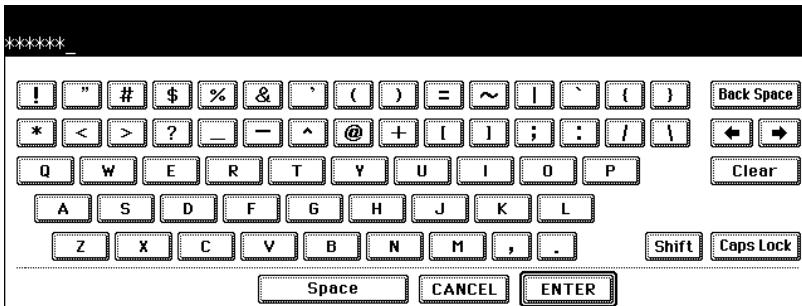 ******_
! " # $ % & ' ( ) = ~ | ` { } Back Space
* < > ? _ - ^ @ + [ ] ; : / \ ← →
Q W E R T Y U I O P Clear
A S D F G H J K L
Z X C V B N M , . Shift Caps Lock
Space CANCEL ENTER